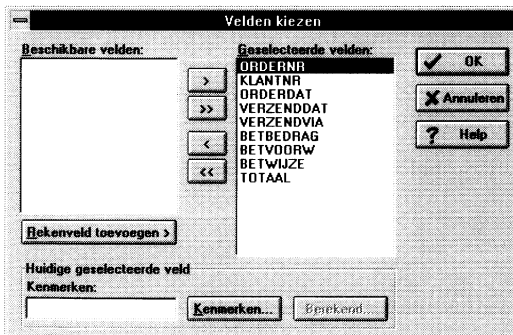 Velden kiezen
Beschikbare velden:
Geselecteerde velden:
ORDERNR
KLANTNR
ORDERDAT
VERZENDDAT
VERZENDVIA
BETBEDRAG
BETVOORW
BETWIJZE
TOTAAL
>
>>
<
<<
OK
Annuleren
? Help
Rekenveld toevoegen >
Huidige geselecteerde veld
Kenmerken:
Kenmerken...
Berekend...